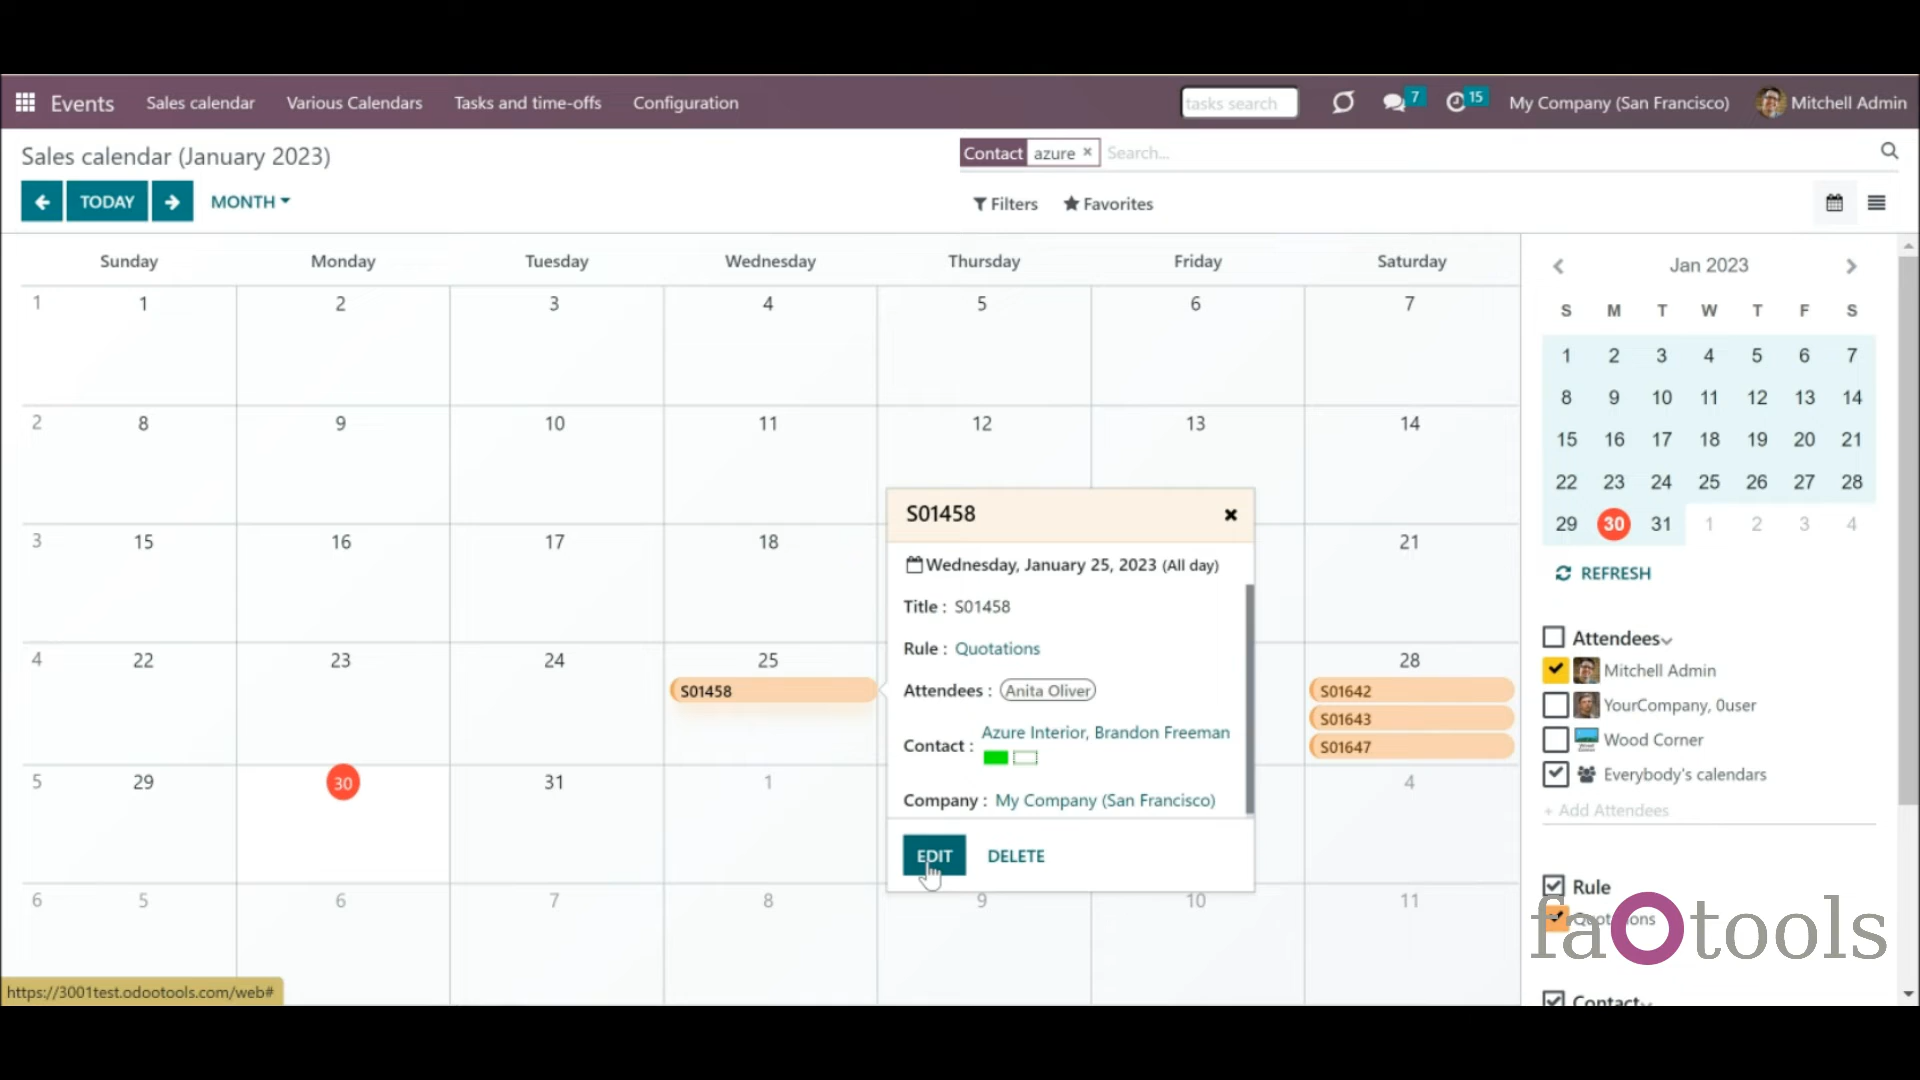 Events Sales calendar Various Calendars Tasks and time-offs Configuration tasks search 7 15 My Company (San Francisco) Mitchell Admin
Sales calendar (January 2023) Contact azure × Search...
TODAY MONTH Filters Favorites
Sunday Monday Tuesday Wednesday Thursday Friday Saturday
1 1 2 3 4 5 6 7
2 8 9 10 11 12 13 14
3 15 16 17 18 21
4 22 23 24 25 28
S01458 S01642
S01643
S01647
5 29 30 31 1 4
6 5 6 7 8 9 10 11
S01458 ×
Wednesday, January 25, 2023 (All day)
Title : S01458
Rule : Quotations
Attendees : Anita Oliver
Contact : Azure Interior, Brandon Freeman
Company : My Company (San Francisco)
EDIT DELETE
Jan 2023
S M T W T F S
1 2 3 4 5 6 7
8 9 10 11 12 13 14
15 16 17 18 19 20 21
22 23 24 25 26 27 28
29 30 31 1 2 3 4
REFRESH
Attendees
Mitchell Admin
YourCompany, 0user
Wood Corner
Everybody's calendars
+ Add Attendees
Rule
Quotations
faOtools
Contact
https://3001test.odootools.com/web#